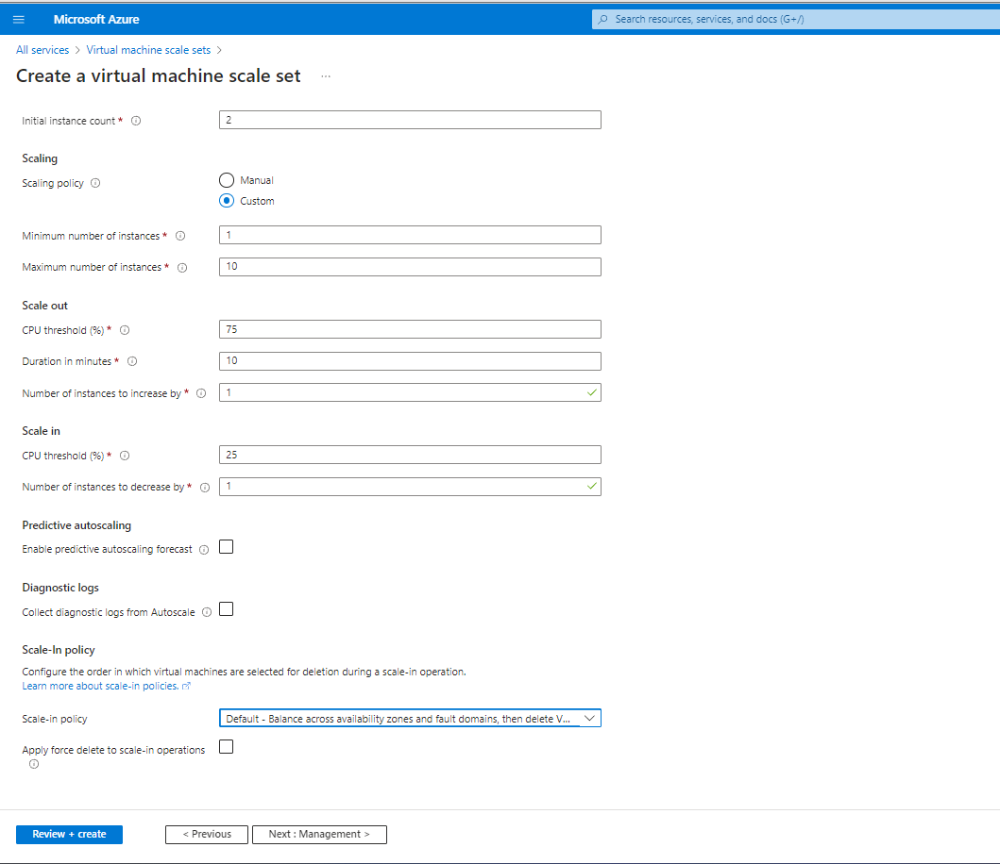 Microsoft Azure
Search resources, services, and docs (G+/)
All services > Virtual machine scale sets >
Create a virtual machine scale set ...
Initial instance count * 2
Scaling
Scaling policy Manual
Custom
Minimum number of instances * 1
Maximum number of instances * 10
Scale out
CPU threshold (%) * 75
Duration in minutes * 10
Number of instances to increase by * 1
Scale in
CPU threshold (%) * 25
Number of instances to decrease by * 1
Predictive autoscaling
Enable predictive autoscaling forecast
Diagnostic logs
Collect diagnostic logs from Autoscale
Scale-In policy
Configure the order in which virtual machines are selected for deletion during a scale-in operation.
Learn more about scale-in policies.
Scale-in policy Default - Balance across availability zones and fault domains, then delete V...
Apply force delete to scale-in operations
Review + create < Previous Next : Management >